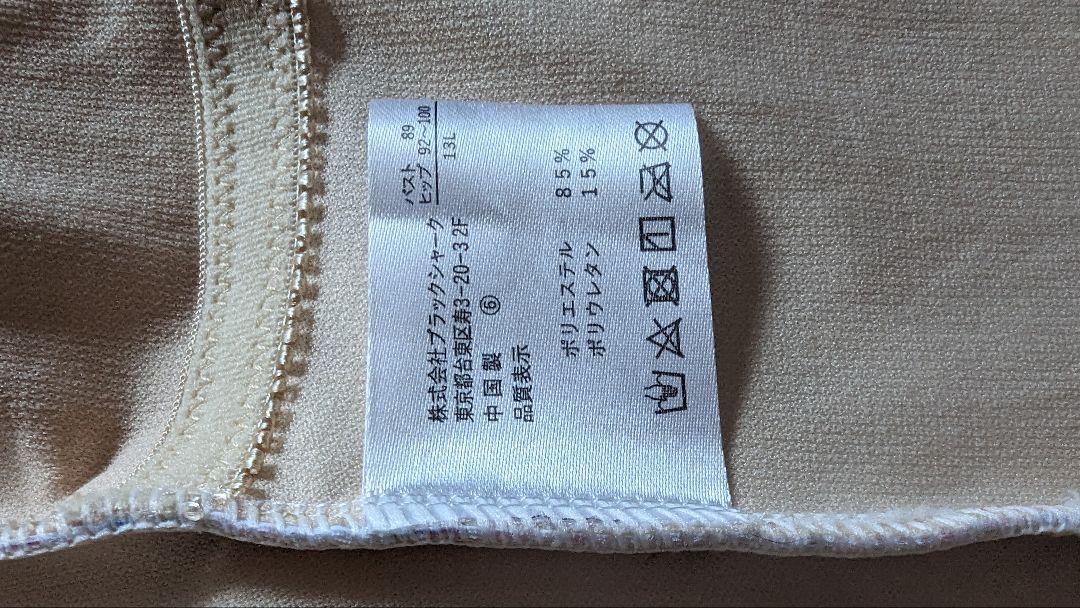 バスト 89
ヒップ 92～100
13L
株式会社ブラックシャーク
東京都台東区寿3-20-3 2F
中国製 ⑥
品質表示
ポリエステル 85%
ポリウレタン 15%